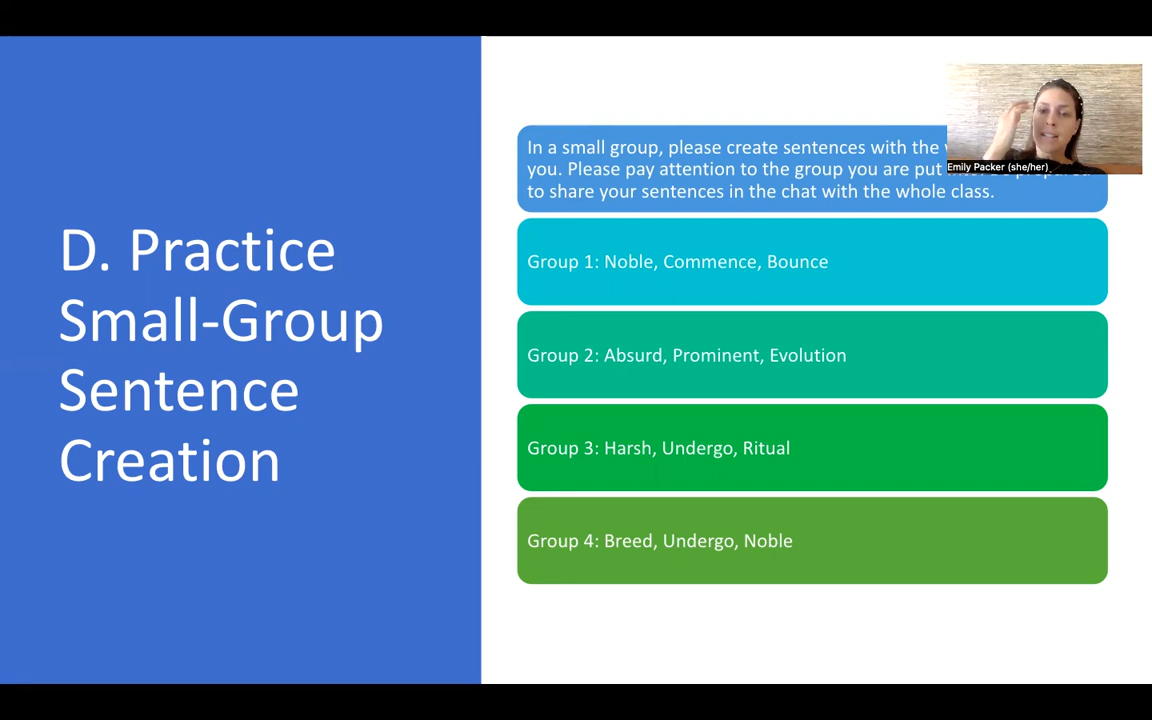 D. Practice
Small-Group
Sentence
Creation
In a small group, please create sentences with the
you. Please pay attention to the group you are put
to share your sentences in the chat with the whole class.
Group 1: Noble, Commence, Bounce
Group 2: Absurd, Prominent, Evolution
Group 3: Harsh, Undergo, Ritual
Group 4: Breed, Undergo, Noble
Emily Packer (she/her)